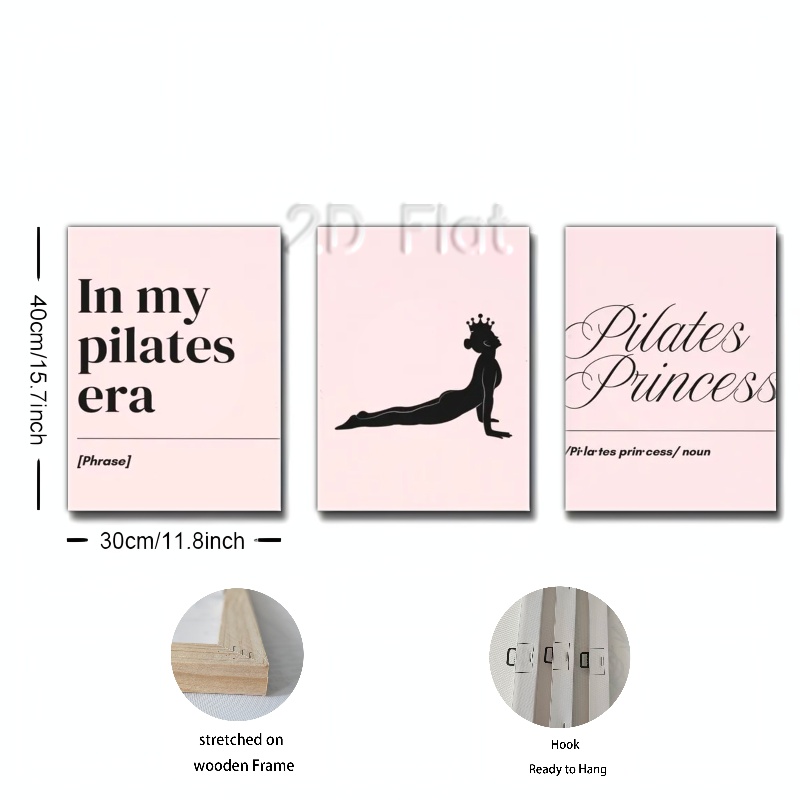 2D Flat
In my
pilates
era
[Phrase]
Pilates
Princess
/Pi·la·tes prin·cess/ noun
40cm/15.7inch
30cm/11.8inch
stretched on
wooden Frame
Hook
Ready to Hang